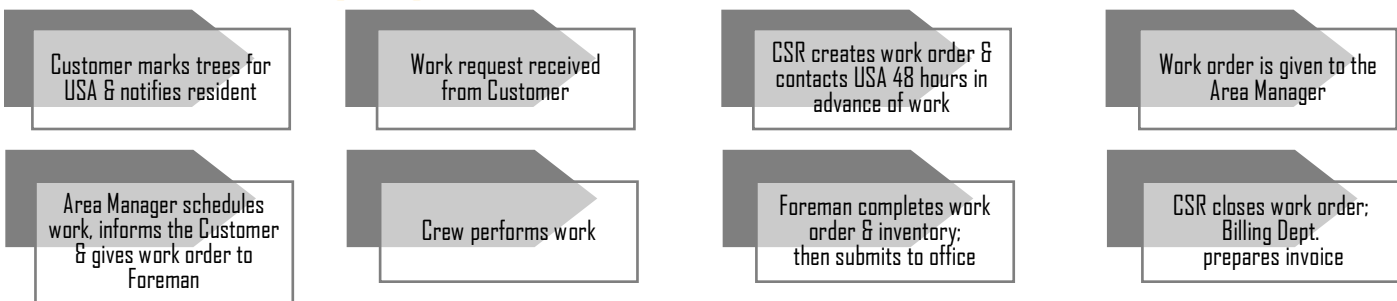 Customer marks trees for
USA & notifies resident
Work request received
from Customer
CSR creates work order &
contacts USA 48 hours in
advance of work
Work order is given to the
Area Manager
Area Manager schedules
work, informs the Customer
& gives work order to
Foreman
Crew performs work
Foreman completes work
order & inventory;
then submits to office
CSR closes work order;
Billing Dept.
prepares invoice